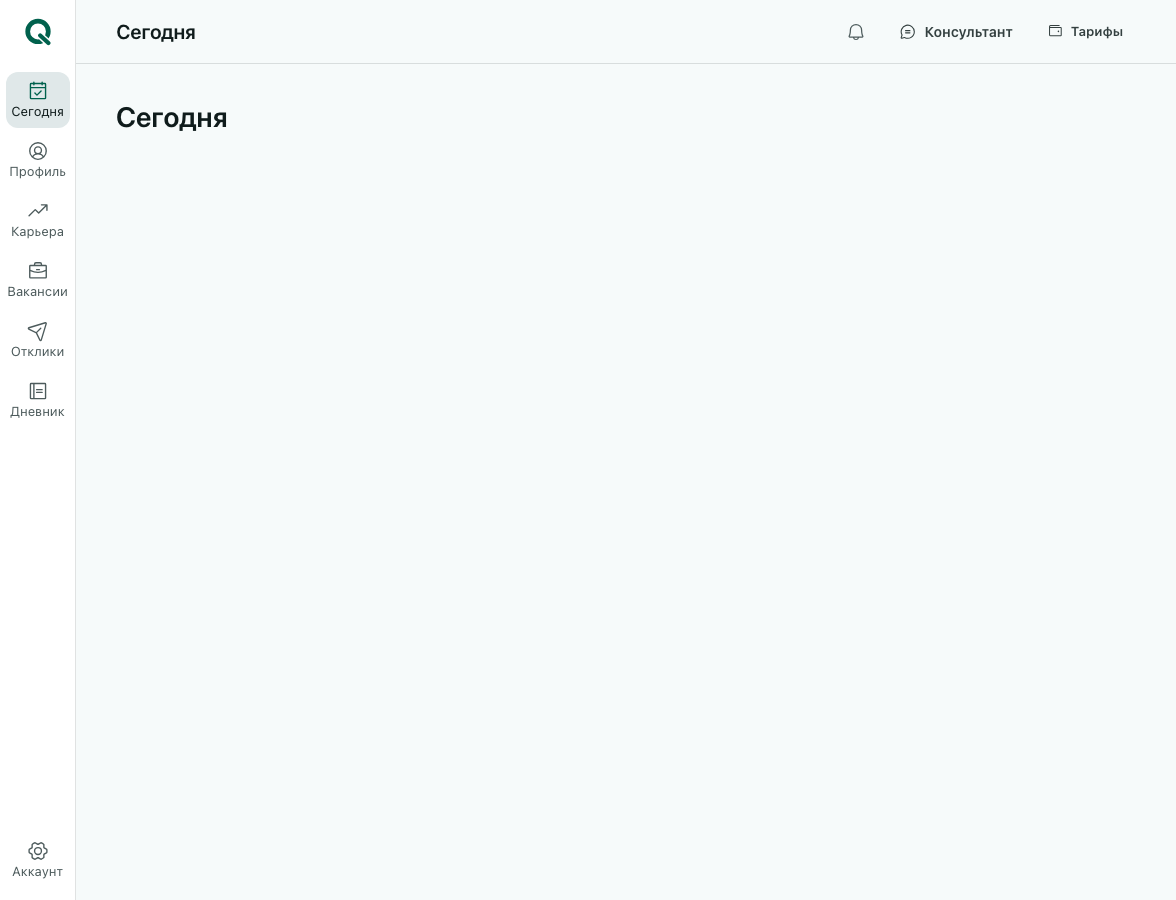 Сегодня
Консультант
Тарифы
Сегодня
Сегодня
Профиль
Карьера
Вакансии
Отклики
Дневник
Аккаунт